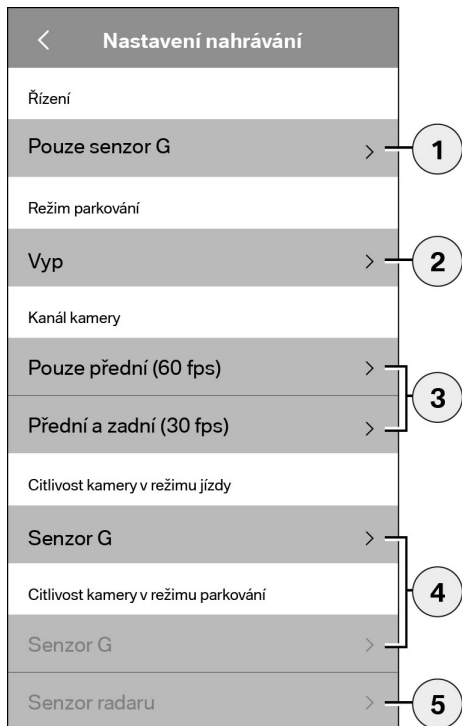 Nastavení nahrávání
Řízení
Pouze senzor G
1
Režim parkování
Vyp
2
Kanál kamery
Pouze přední (60 fps)
3
Přední a zadní (30 fps)
Citlivost kamery v režimu jízdy
Senzor G
4
Citlivost kamery v režimu parkování
Senzor G
Senzor radaru
5